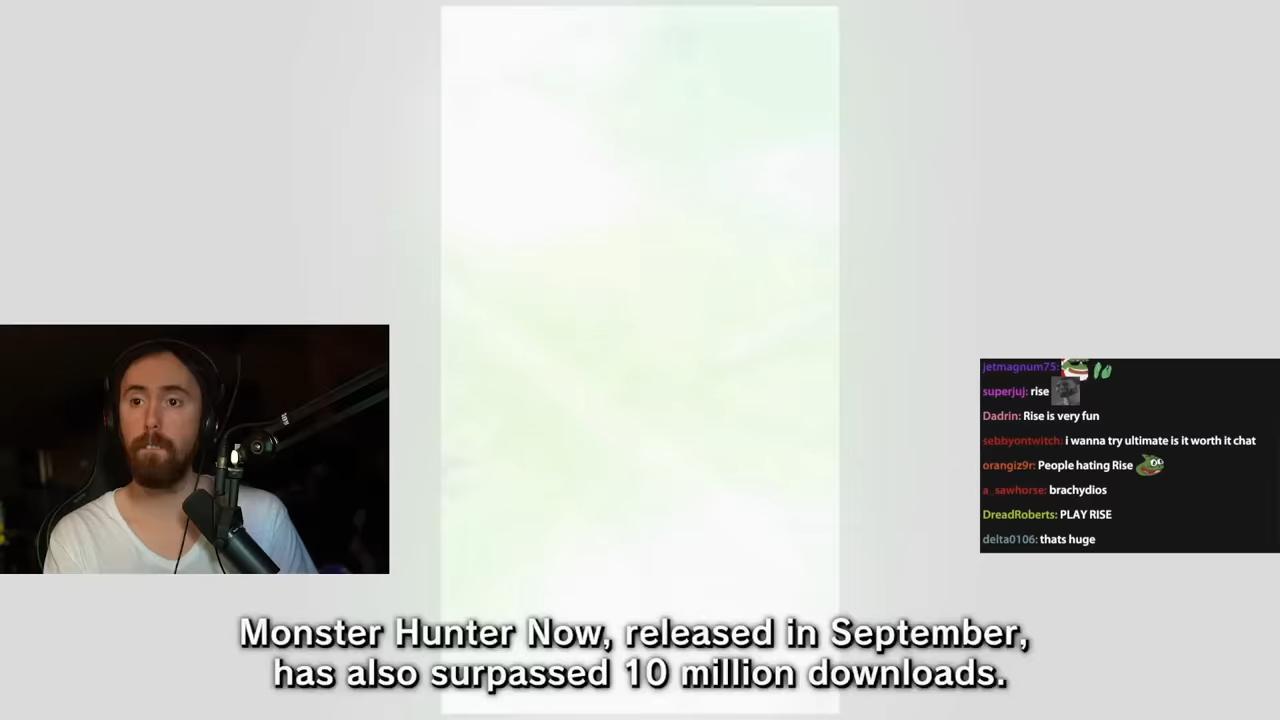 jetmagnum75:
superjuj: rise
Dadrin: Rise is very fun
sebbyontwitch: i wanna try ultimate is it worth it chat
orangiz9r: People hating Rise
a_sawhorse: brachydios
DreadRoberts: PLAY RISE
delta0106: thats huge
Monster Hunter Now, released in September,
has also surpassed 10 million downloads.